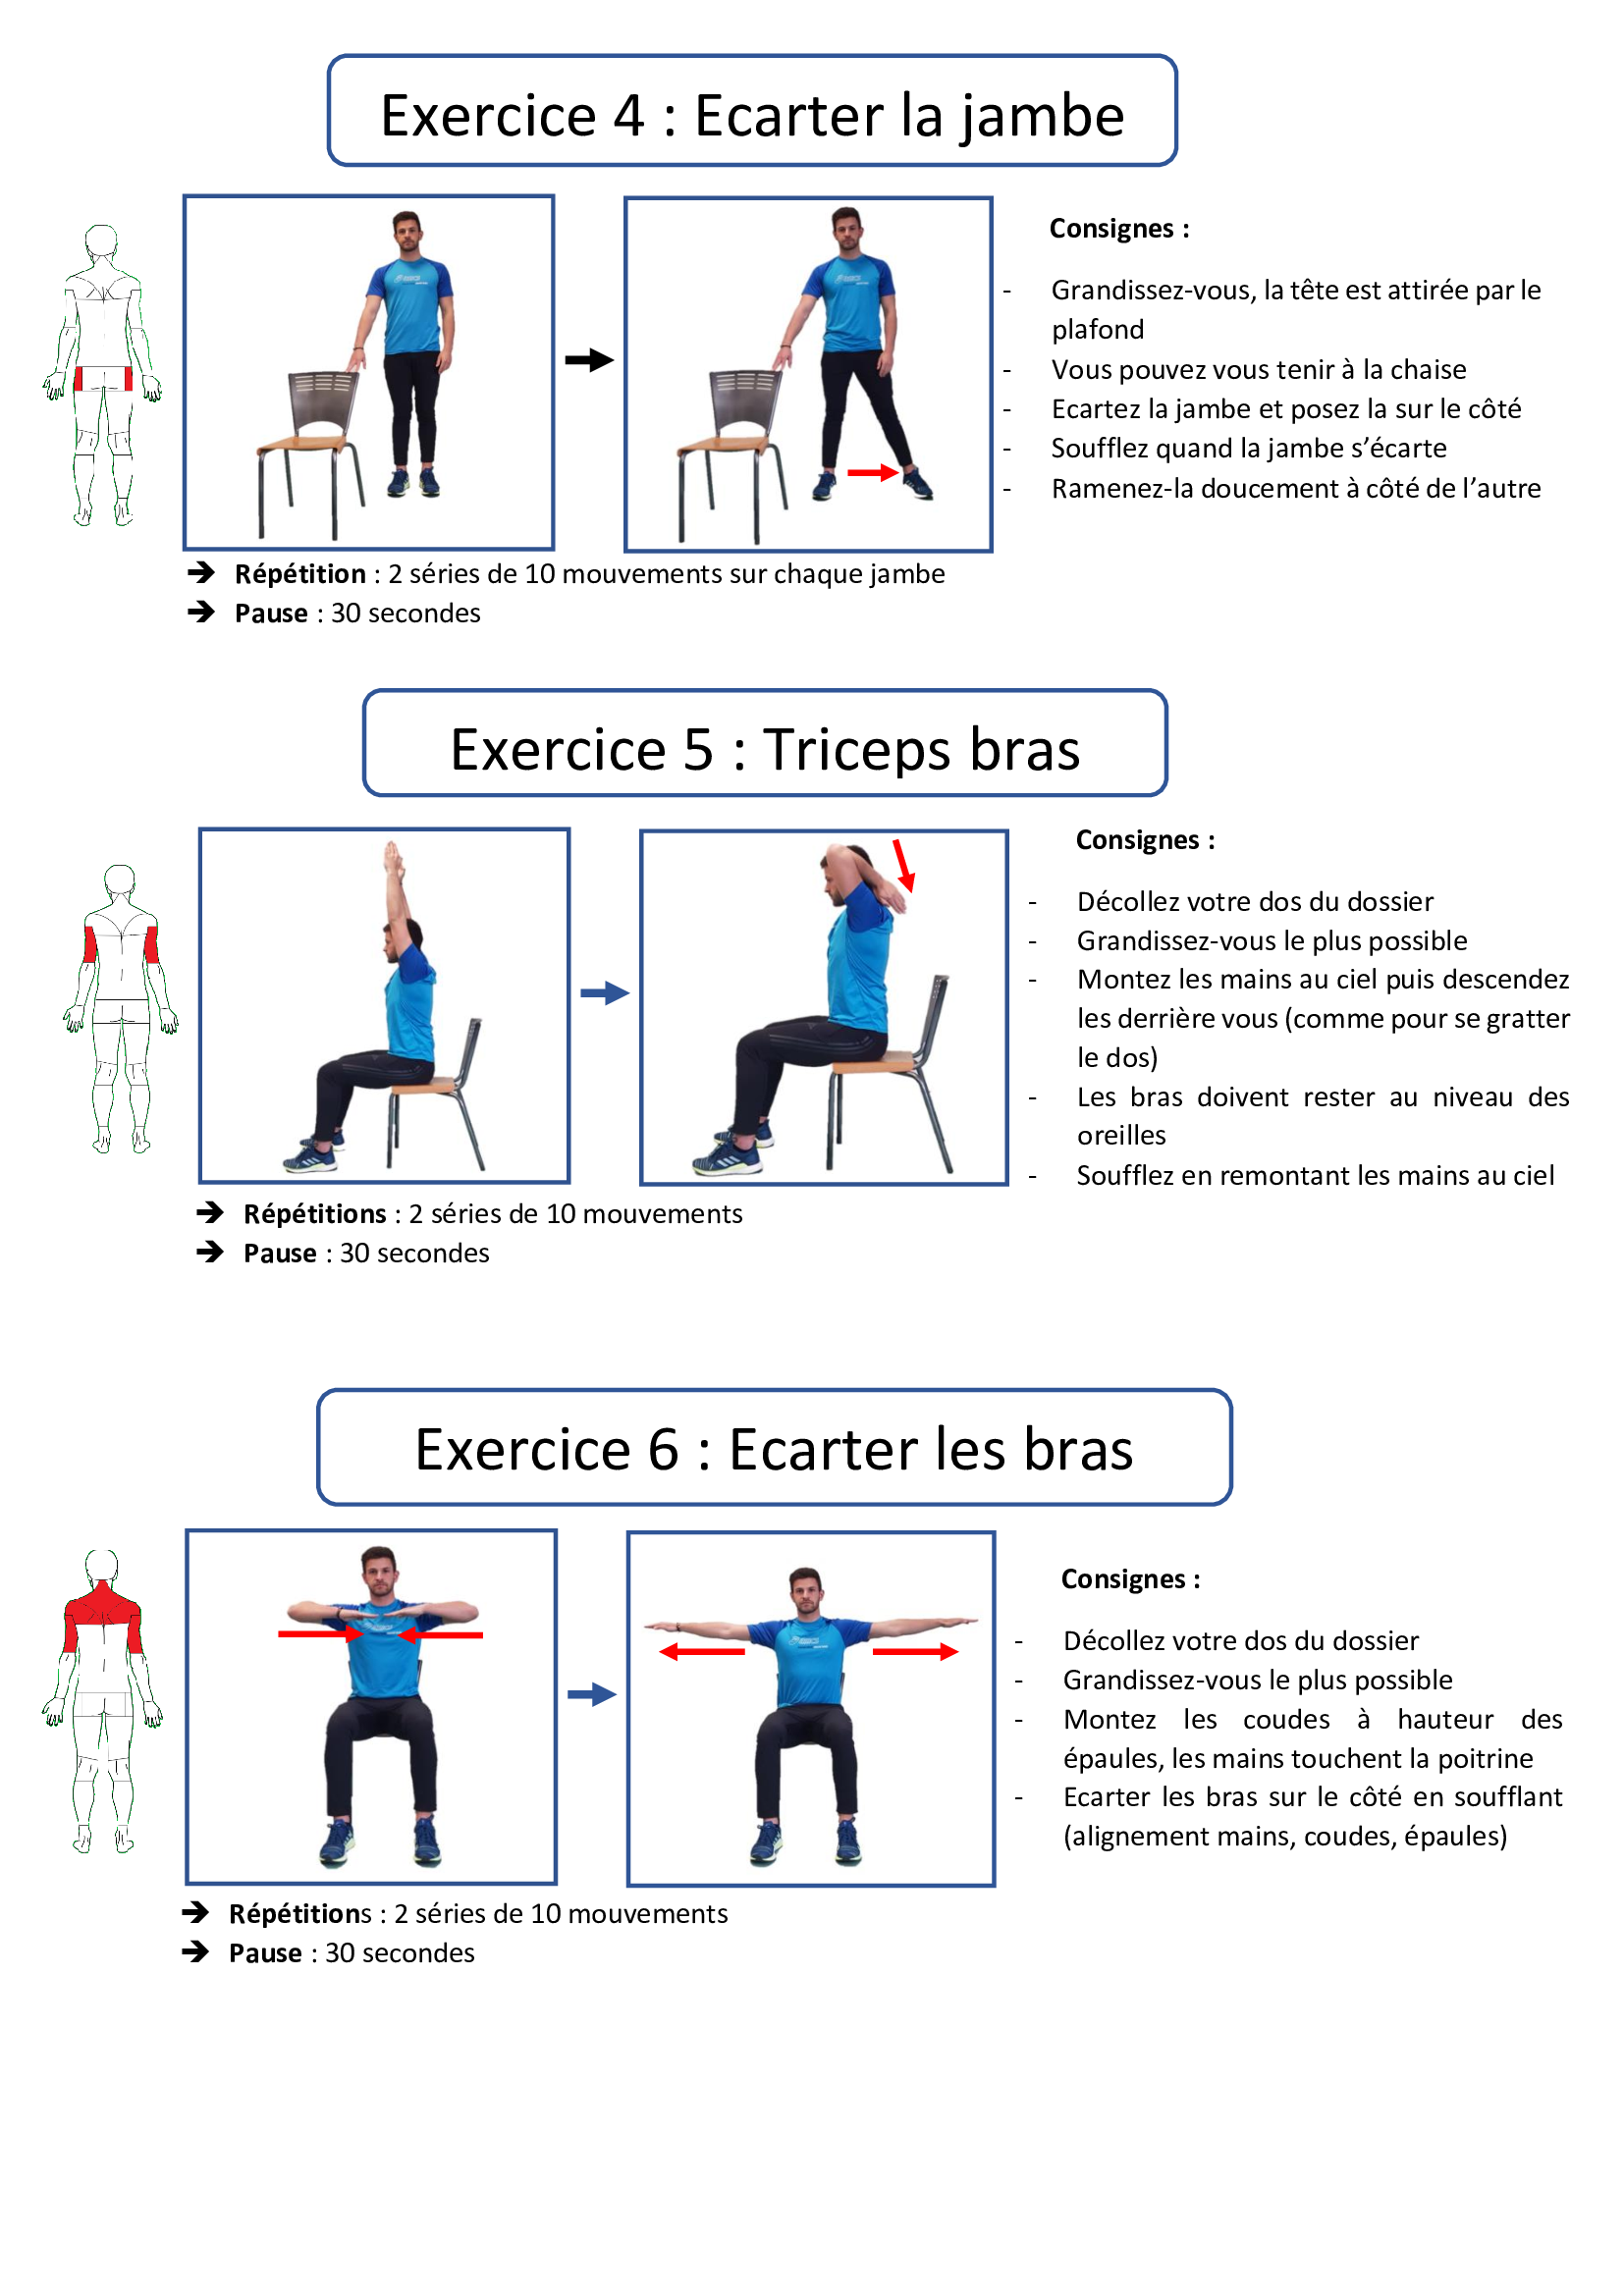 Exercice 4 : Ecarter la jambe
Consignes :
- Grandissez-vous, la tête est attirée par le
plafond
- Vous pouvez vous tenir à la chaise
- Ecartez la jambe et posez la sur le côté
- Soufflez quand la jambe s’écarte
- Ramenez-la doucement à côté de l’autre
➔ Répétition : 2 séries de 10 mouvements sur chaque jambe
➔ Pause : 30 secondes
Exercice 5 : Triceps bras
Consignes :
- Décollez votre dos du dossier
- Grandissez-vous le plus possible
- Montez les mains au ciel puis descendez
les derrière vous (comme pour se gratter
le dos)
- Les bras doivent rester au niveau des
oreilles
- Soufflez en remontant les mains au ciel
➔ Répétitions : 2 séries de 10 mouvements
➔ Pause : 30 secondes
Exercice 6 : Ecarter les bras
Consignes :
- Décollez votre dos du dossier
- Grandissez-vous le plus possible
- Montez les coudes à hauteur des
épaules, les mains touchent la poitrine
- Ecarter les bras sur le côté en soufflant
(alignement mains, coudes, épaules)
➔ Répétitions : 2 séries de 10 mouvements
➔ Pause : 30 secondes